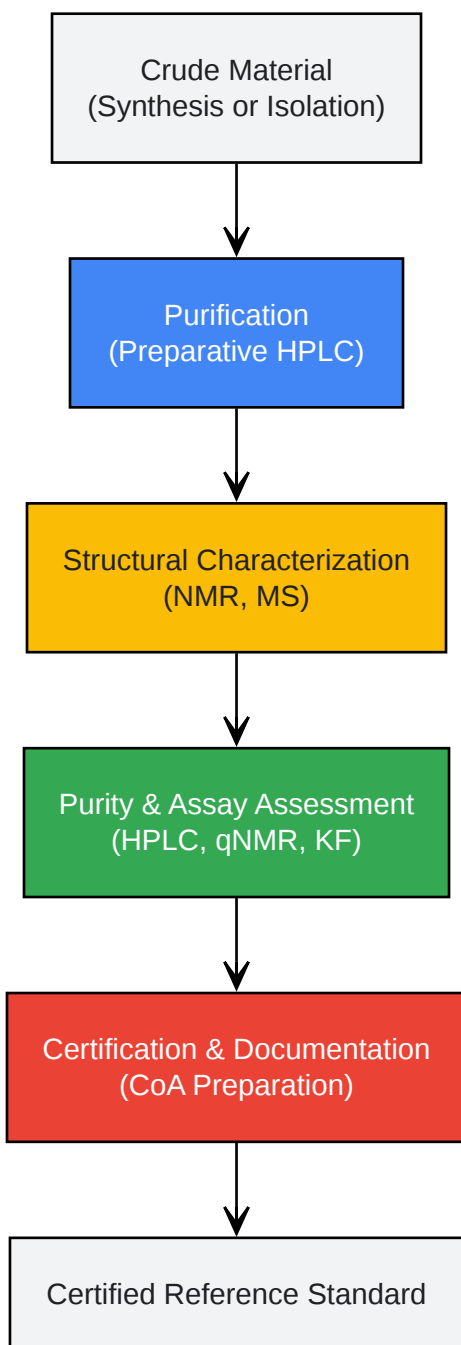 Crude Material
(Synthesis or Isolation)
Purification
(Preparative HPLC)
Structural Characterization
(NMR, MS)
Purity & Assay Assessment
(HPLC, qNMR, KF)
Certification & Documentation
(CoA Preparation)
Certified Reference Standard